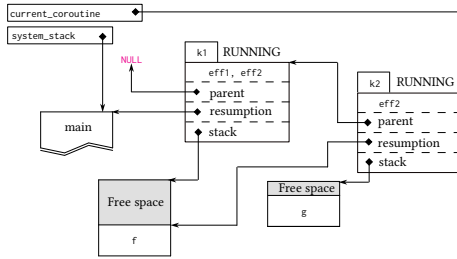 current_coroutine
system_stack
NULL
main
k1 RUNNING
eff1, eff2
parent
resumption
stack
k2 RUNNING
eff2
parent
resumption
stack
Free space
f
Free space
g